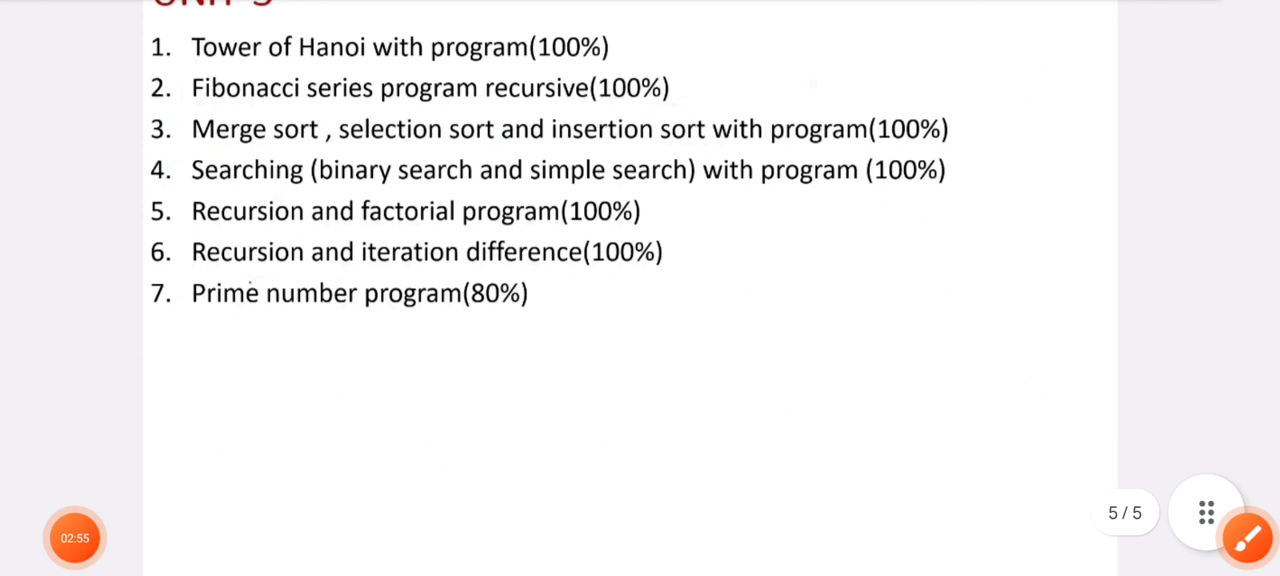 1. Tower of Hanoi with program(100%)
2. Fibonacci series program recursive(100%)
3. Merge sort , selection sort and insertion sort with program(100%)
4. Searching (binary search and simple search) with program (100%)
5. Recursion and factorial program(100%)
6. Recursion and iteration difference(100%)
7. Prime number program(80%)
5 / 5
02:55